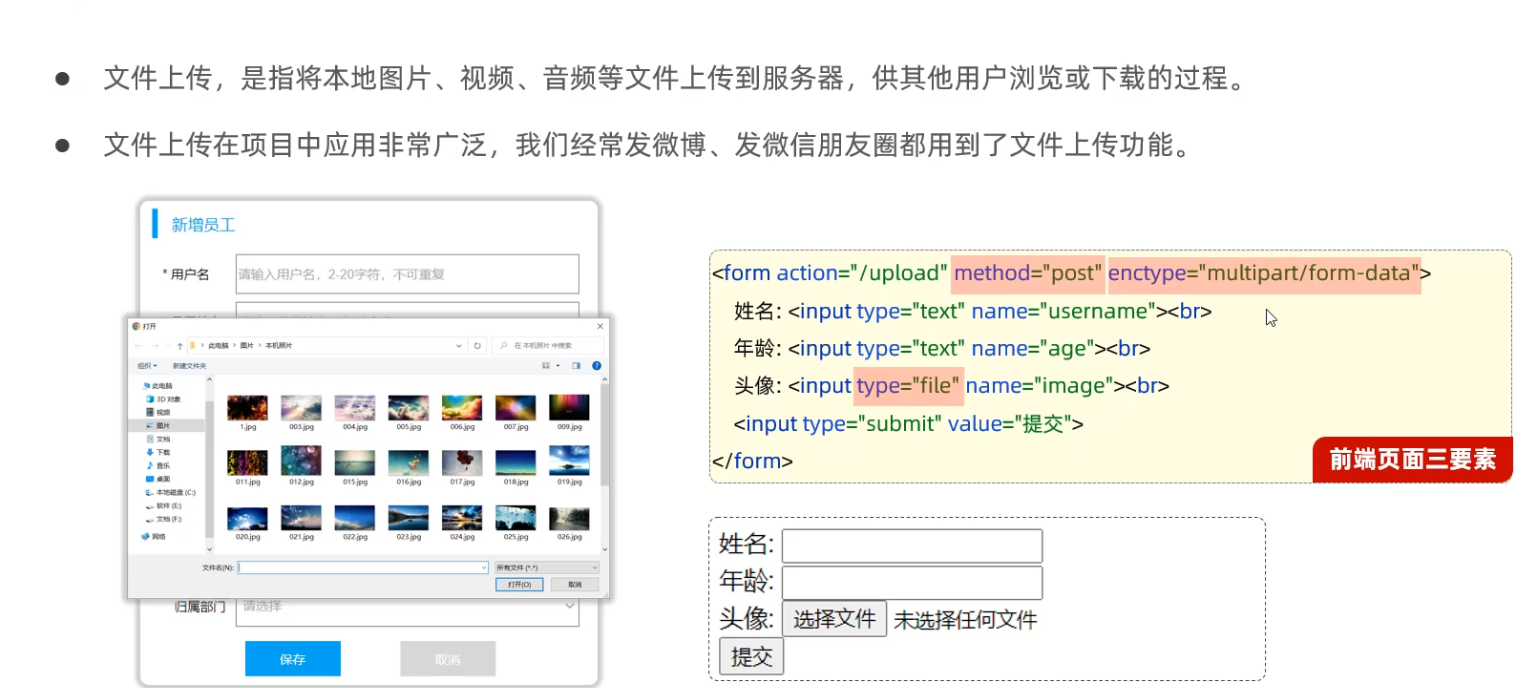 文件上传，是指将本地图片、视频、音频等文件上传到服务器，供其他用户浏览或下载的过程。
文件上传在项目中应用非常广泛，我们经常发微博、发微信朋友圈都用到了文件上传功能。
新增员工
* 用户名
请输入用户名，2-20字符，不可重复
打开
此电脑 > 图片 > 本机照片
在 本机照片 中搜索
组织 新建文件夹
此电脑
3D 对象
视频
图片
文档
下载
音乐
桌面
本地磁盘 (C:)
软件 (E:)
文档 (F:)
网络
1.jpg 003.jpg 004.jpg 005.jpg 006.jpg 007.jpg 009.jpg
011.jpg 012.jpg 015.jpg 016.jpg 017.jpg 018.jpg 019.jpg
020.jpg 021.jpg 022.jpg 023.jpg 024.jpg 025.jpg 026.jpg
文件名(N):
所有文件 (*.*)
打开(O) 取消
归属部门 请选择
保存 取消
<form action="/upload" method="post" enctype="multipart/form-data">
姓名: <input type="text" name="username"><br>
年龄: <input type="text" name="age"><br>
头像: <input type="file" name="image"><br>
<input type="submit" value="提交">
</form>
前端页面三要素
姓名:
年龄:
头像: 选择文件 未选择任何文件
提交